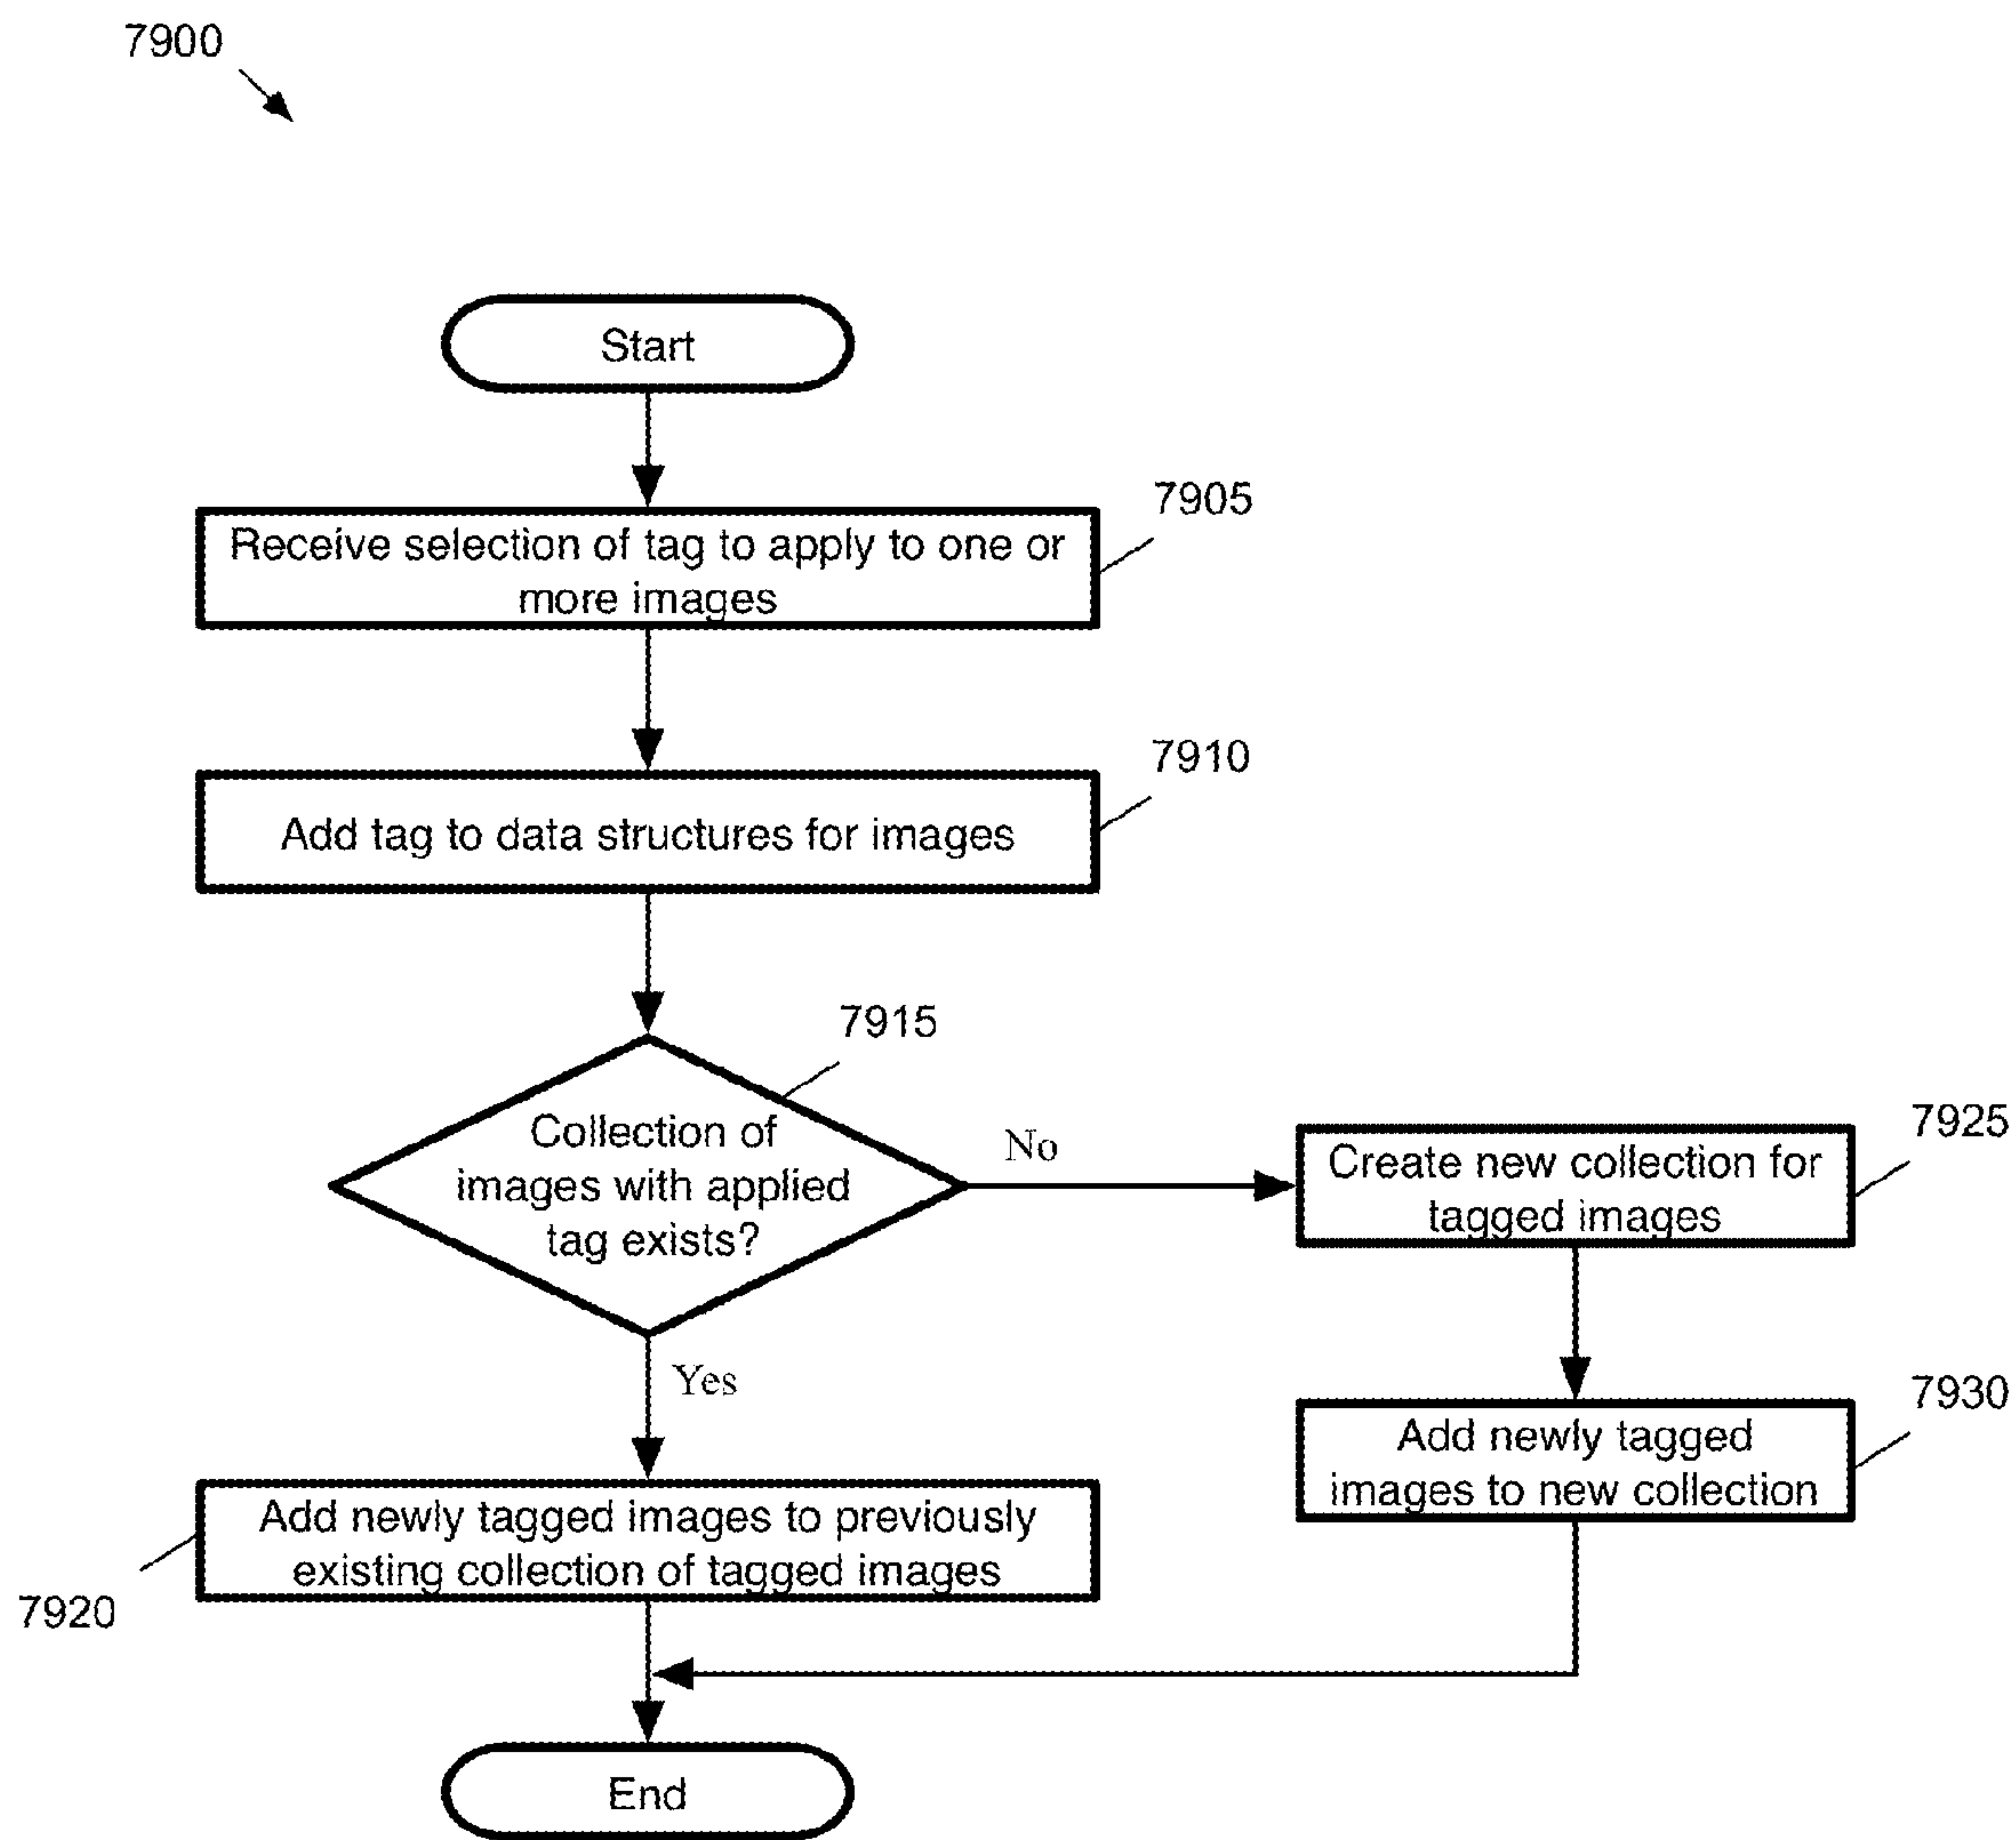 7900
Start
7905
Receive selection of tag to apply to one or
more images
7910
Add tag to data structures for images
7915
Collection of
images with applied
tag exists?
No
7925
Create new collection for
tagged images
Yes
7930
Add newly tagged
images to new collection
Add newly tagged images to previously
existing collection of tagged images
7920
End